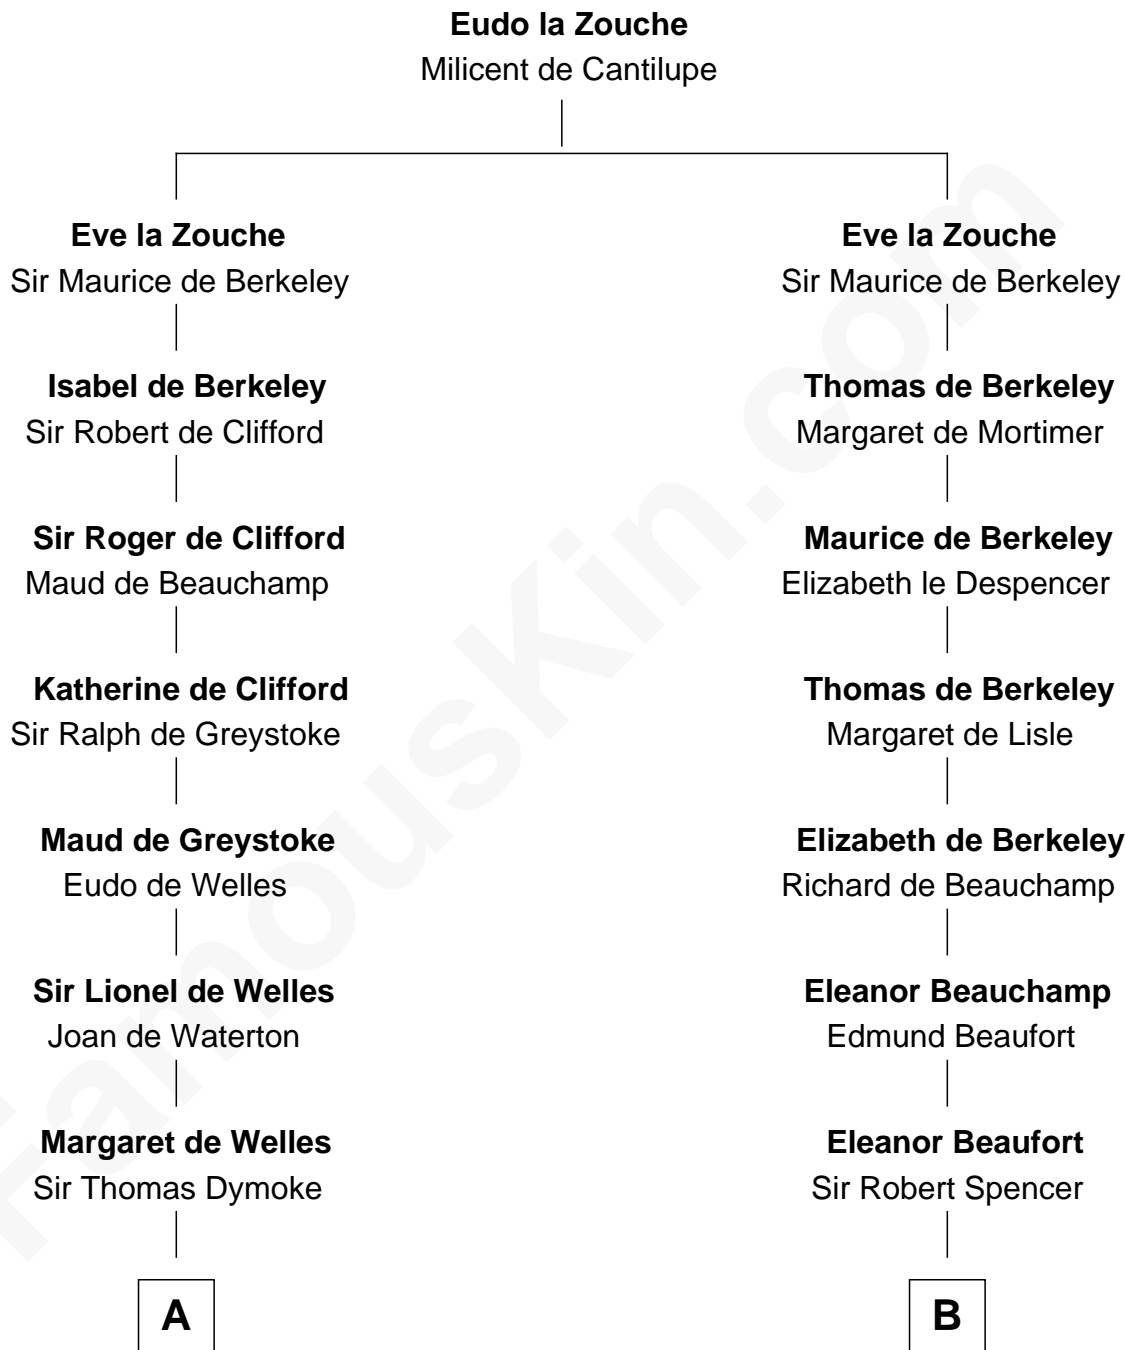 Eudo la Zouche
Milicent de Cantilupe
Eve la Zouche
Sir Maurice de Berkeley
Isabel de Berkeley
Sir Robert de Clifford
Sir Roger de Clifford
Maud de Beauchamp
Katherine de Clifford
Sir Ralph de Greystoke
Maud de Greystoke
Eudo de Welles
Sir Lionel de Welles
Joan de Waterton
Margaret de Welles
Sir Thomas Dymoke
A
Eve la Zouche
Sir Maurice de Berkeley
Thomas de Berkeley
Margaret de Mortimer
Maurice de Berkeley
Elizabeth le Despencer
Thomas de Berkeley
Margaret de Lisle
Elizabeth de Berkeley
Richard de Beauchamp
Eleanor Beauchamp
Edmund Beaufort
Eleanor Beaufort
Sir Robert Spencer
B
FamousKin.com